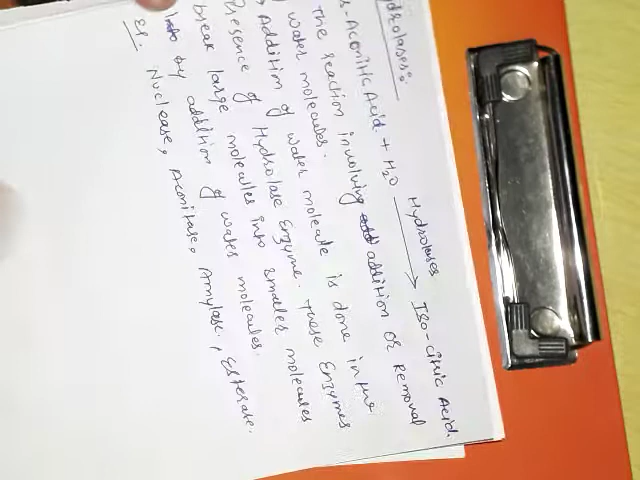 ydrolases:
Hydrolases
s-Aconitic Acid + H2O → Iso-citric Acid.
The reaction involving addition or Removal
water molecules.
Addition of water molecule is done in the
Presence of Hydrolase Enzyme. These Enzymes
break large molecules into smaller molecules
by addition of water molecules.
Ex. Nuclease, Aconitase, Amylase, Esterase.